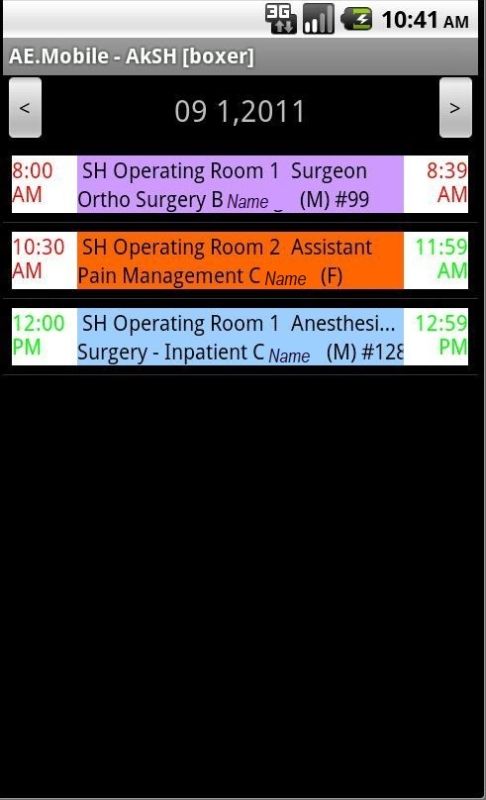 3G 10:41 AM
AE.Mobile - AkSH [boxer]
< 09 1,2011 >
8:00 AM SH Operating Room 1 Surgeon 8:39 AM
Ortho Surgery B Name (M) #99
10:30 AM SH Operating Room 2 Assistant 11:59 AM
Pain Management C Name (F)
12:00 PM SH Operating Room 1 Anesthesi... 12:59 PM
Surgery - Inpatient C Name (M) #128